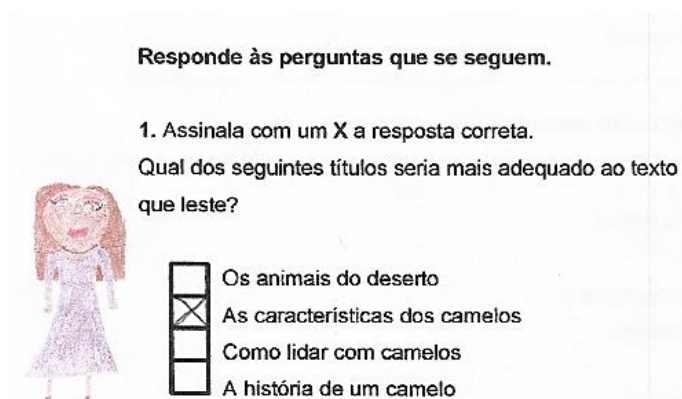 Responde às perguntas que se seguem.
1. Assinala com um X a resposta correta.
Qual dos seguintes títulos seria mais adequado ao texto
que leste?
Os animais do deserto
As características dos camelos
Como lidar com camelos
A história de um camelo